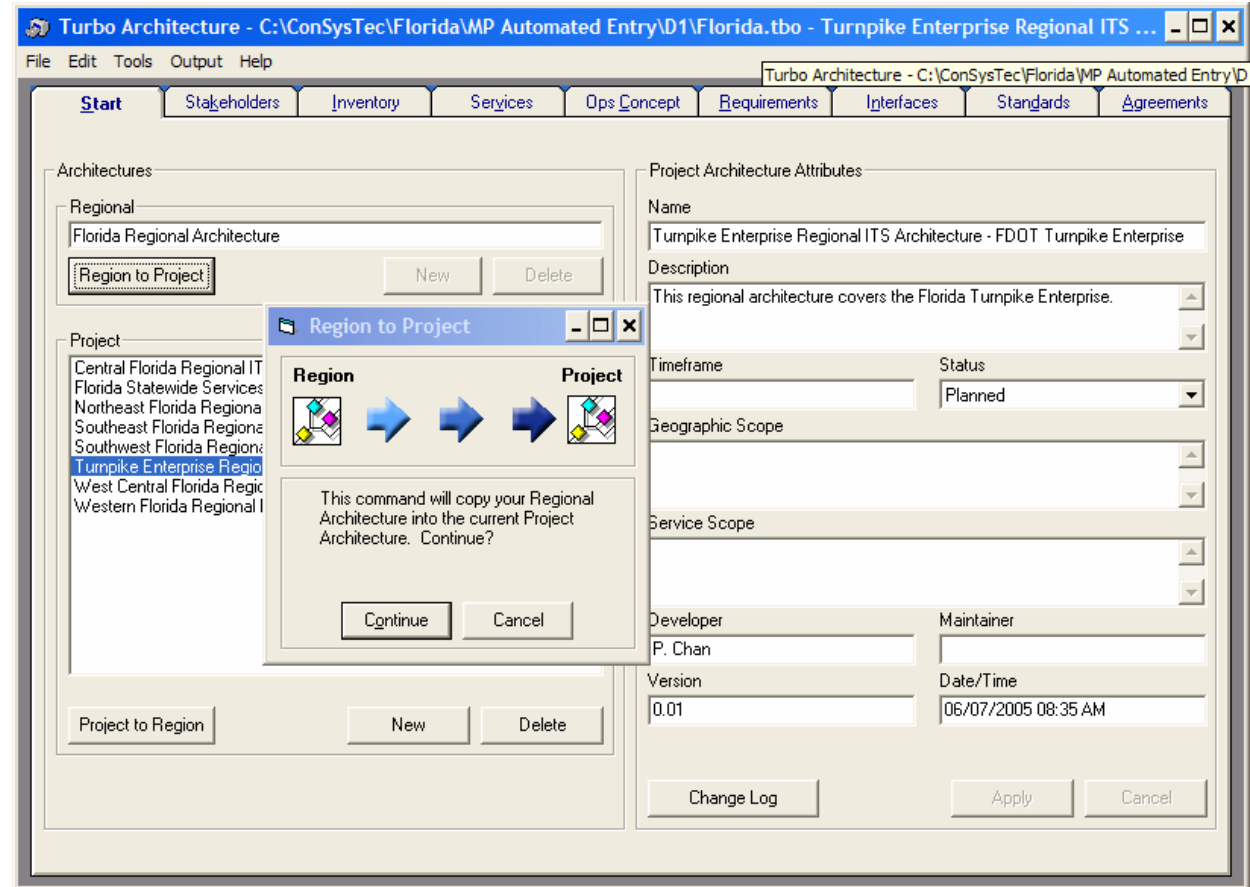 Turbo Architecture - C:\ConSysTec\Florida\MP Automated Entry\D1\Florida.tbo - Turnpike Enterprise Regional ITS ...
File Edit Tools Output Help
Turbo Architecture - C:\ConSysTec\Florida\MP Automated Entry\D
Start Stakeholders Inventory Services Ops Concept Requirements Interfaces Standards Agreements
Architectures
Regional
Florida Regional Architecture
Region to Project New Delete
Project
Central Florida Regional IT
Florida Statewide Services
Northeast Florida Regiona
Southeast Florida Regiona
Southwest Florida Regiona
Turnpike Enterprise Regio
West Central Florida Regic
Western Florida Regional I
Project to Region New Delete
Region to Project
Region Project
This command will copy your Regional
Architecture into the current Project
Architecture. Continue?
Continue Cancel
Project Architecture Attributes
Name
Turnpike Enterprise Regional ITS Architecture - FDOT Turnpike Enterprise
Description
This regional architecture covers the Florida Turnpike Enterprise.
Timeframe Status
Planned
Geographic Scope
Service Scope
Developer Maintainer
P. Chan
Version Date/Time
0.01 06/07/2005 08:35 AM
Change Log Apply Cancel